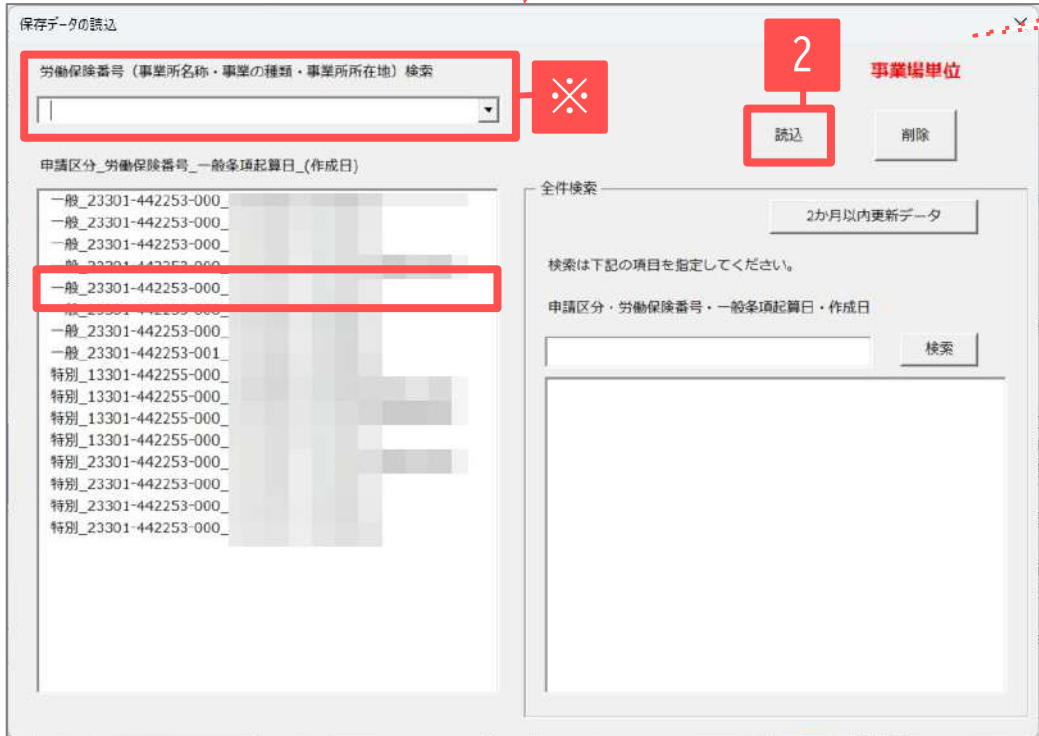 保存データの読込
労働保険番号（事業所名称・事業の種類・事業所所在地）検索
※
2
事業場単位
読込
削除
申請区分_労働保険番号_一般条項起算日_(作成日)
一般_23301-442253-000_
一般_23301-442253-000_
一般_23301-442253-000_
一般_23301-442253-000_
一般_23301-442253-000_
一般_23301-442253-000_
一般_23301-442253-001_
特別_13301-442255-000_
特別_13301-442255-000_
特別_13301-442255-000_
特別_13301-442255-000_
特別_23301-442253-000_
特別_23301-442253-000_
特別_23301-442253-000_
特別_23301-442253-000_
全件検索
2か月以内更新データ
検索は下記の項目を指定してください。
申請区分・労働保険番号・一般条項起算日・作成日
検索